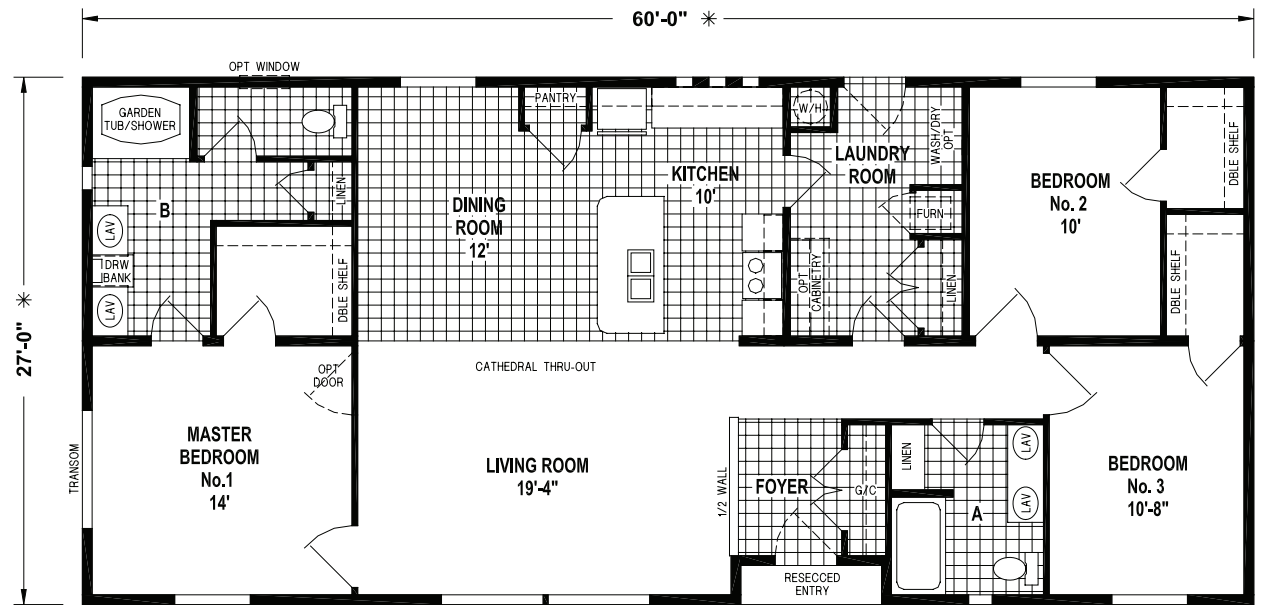 60'-0" ✳
OPT WINDOW
GARDEN
TUB/SHOWER
PANTRY
W/H
WASH/DRY
OPT
LAUNDRY
ROOM
KITCHEN
10'
DINING
ROOM
12'
B
LINEN
LAV
DRW
BANK
LAV
DBLE SHELF
FURN
OPT
CABINETRY
LINEN
BEDROOM
No. 2
10'
DBLE SHELF
DBLE SHELF
27'-0" ✳
CATHEDRAL THRU-OUT
OPT
DOOR
TRANSOM
MASTER
BEDROOM
No.1
14'
LIVING ROOM
19'-4"
1/2 WALL
FOYER
G/C
RESECCED
ENTRY
LINEN
LAV
LAV
A
BEDROOM
No. 3
10'-8"